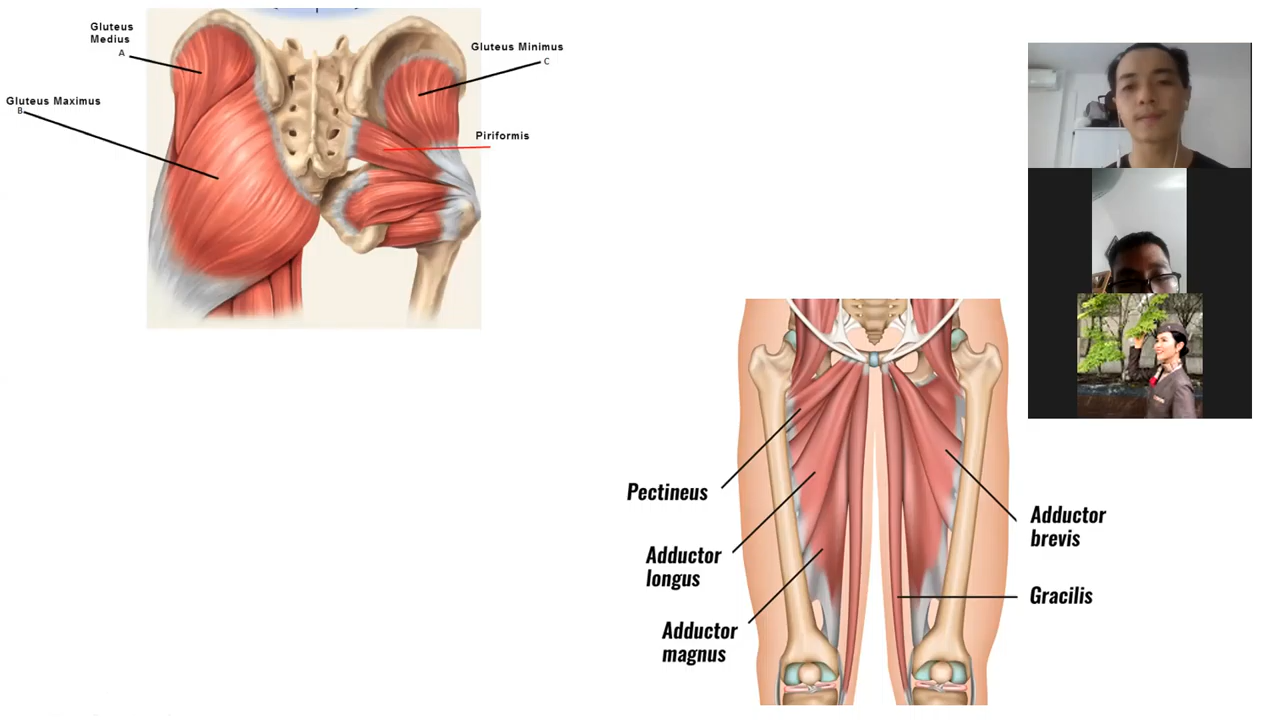 Gluteus
Medius
A
Gluteus Minimus
C
Gluteus Maximus
B
Piriformis
Pectineus
Adductor
longus
Adductor
magnus
Adductor
brevis
Gracilis